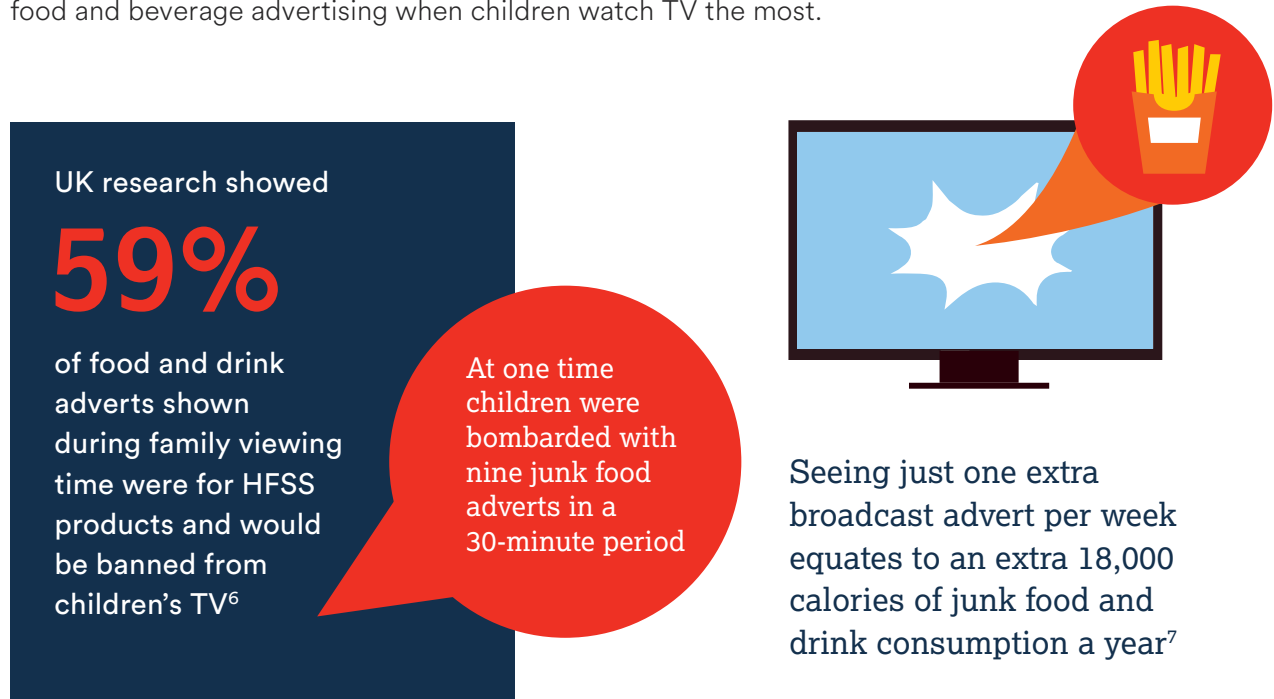 food and beverage advertising when children watch TV the most.
UK research showed
59%
of food and drink
adverts shown
during family viewing
time were for HFSS
products and would
be banned from
children’s TV⁶
At one time
children were
bombarded with
nine junk food
adverts in a
30-minute period
Seeing just one extra
broadcast advert per week
equates to an extra 18,000
calories of junk food and
drink consumption a year⁷